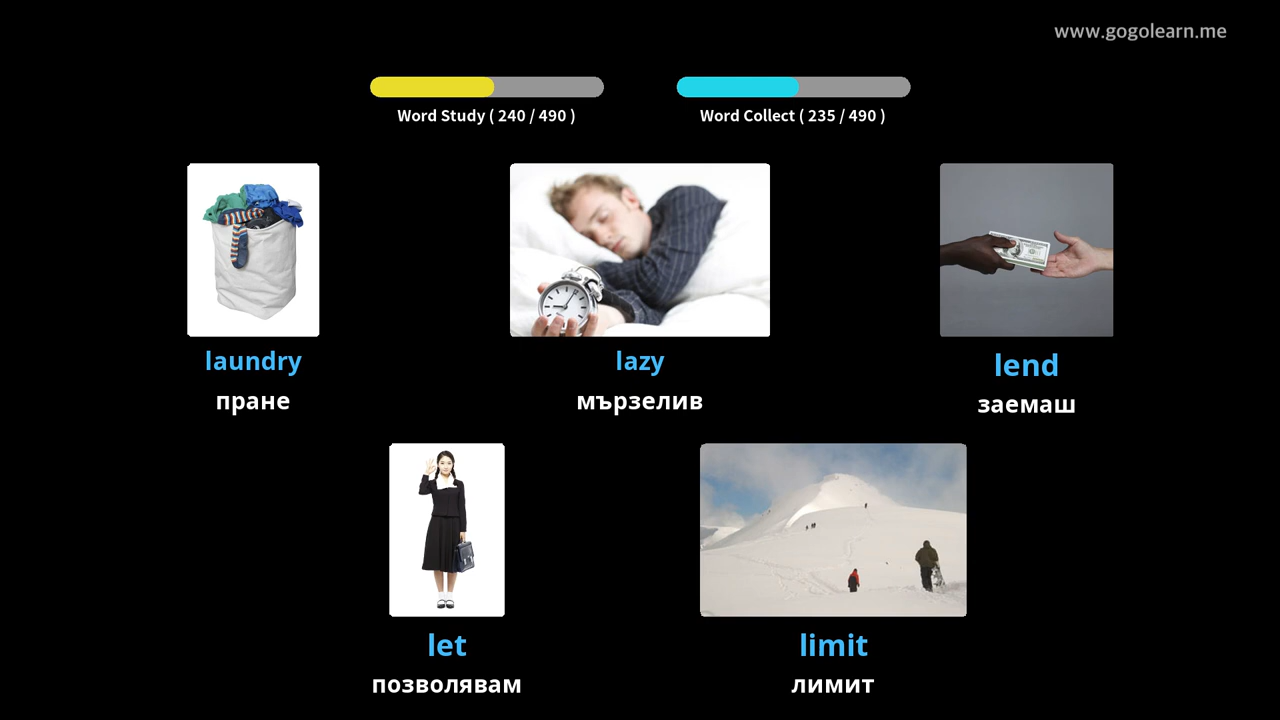 www.gogolearn.me
Word Study ( 240 / 490 )
Word Collect ( 235 / 490 )
laundry
пране
lazy
мързелив
lend
заемаш
let
позволявам
limit
лимит